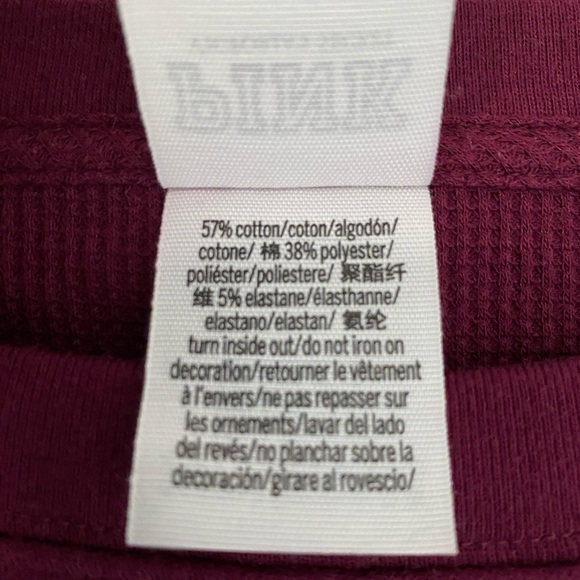 PINK
57% cotton/coton/algodón/
cotone/ 棉 38% polyester/
poliéster/poliestere/ 聚酯纤
维 5% elastane/élasthanne/
elastano/elastan/ 氨纶
turn inside out/do not iron on
decoration/retourner le vêtement
à l'envers/ne pas repasser sur
les ornements/lavar del lado
del revés/no planchar sobre la
decoración/girare al rovescio/